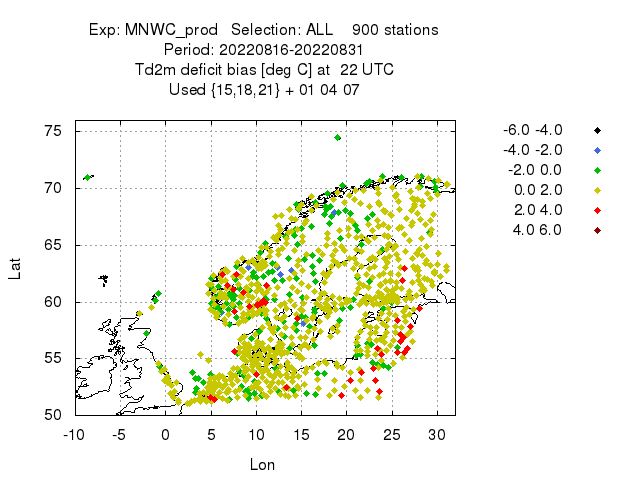 Exp: MNWC_prod   Selection: ALL    900 stations
Period: 20220816-20220831
Td2m deficit bias [deg C] at  22 UTC
Used {15,18,21} + 01 04 07
-6.0 -4.0
-4.0 -2.0
-2.0 0.0
0.0 2.0
2.0 4.0
4.0 6.0
75
70
65
60
55
50
Lat
-10 -5 0 5 10 15 20 25 30
Lon